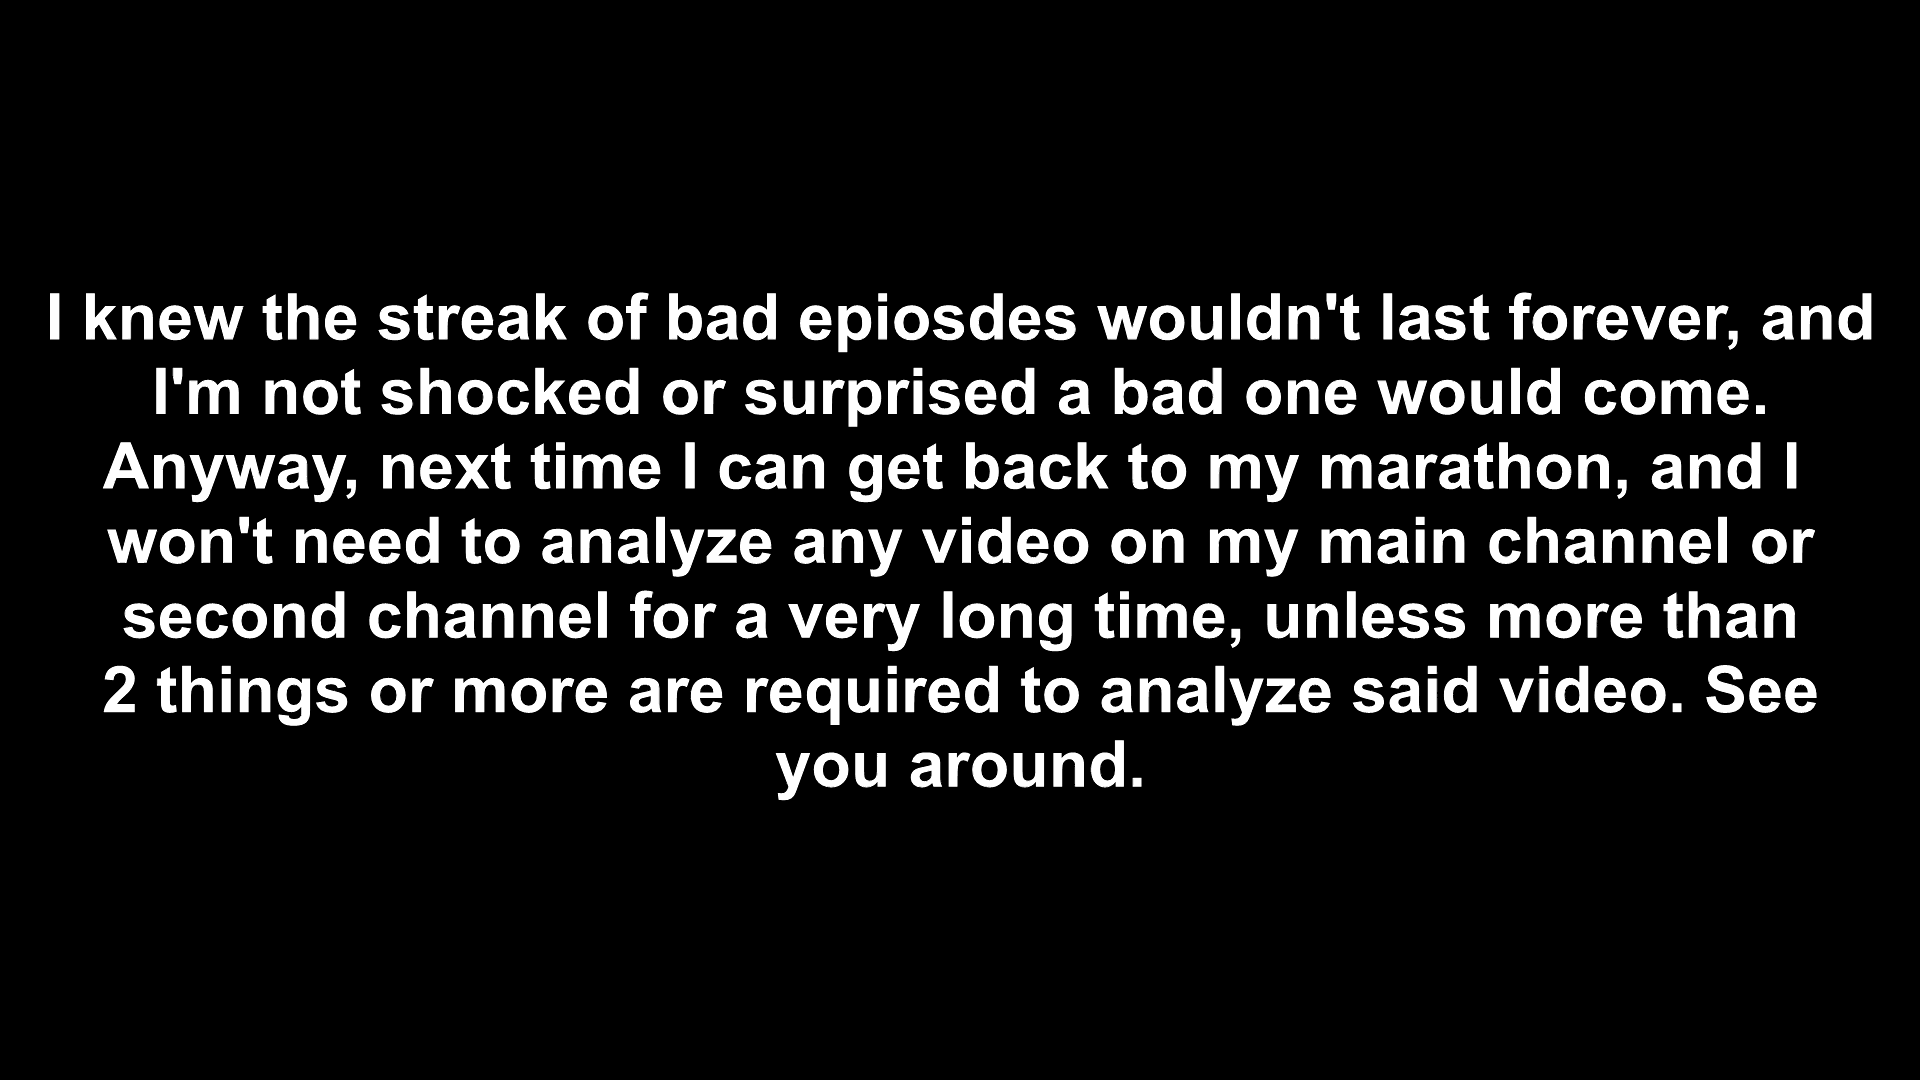 I knew the streak of bad epiosdes wouldn't last forever, and
I'm not shocked or surprised a bad one would come.
Anyway, next time I can get back to my marathon, and I
won't need to analyze any video on my main channel or
second channel for a very long time, unless more than
2 things or more are required to analyze said video. See
you around.